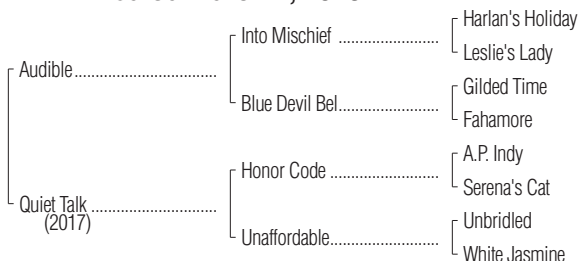 Harlan's Holiday
Into Mischief
Leslie's Lady
Audible
Gilded Time
Blue Devil Bel
Fahamore
A.P. Indy
Honor Code
Serena's Cat
Quiet Talk
(2017)
Unbridled
Unaffordable
White Jasmine